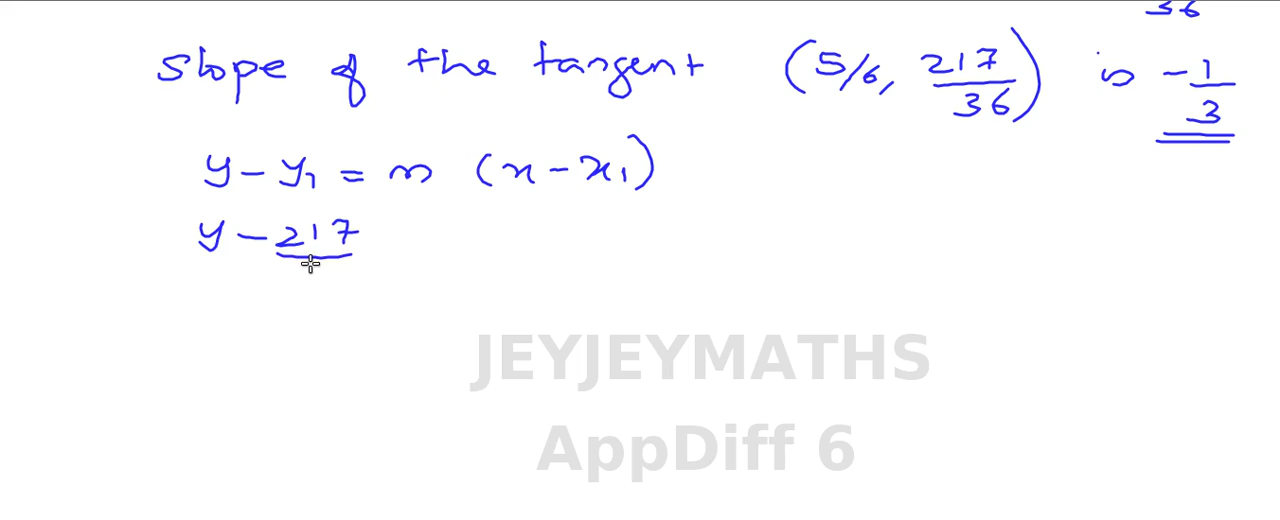 36
Slope of the tangent (5/6, 217/36) is -1/3
y - y₁ = m (x - x₁)
y - 217
JEYJEYMATHS
AppDiff 6